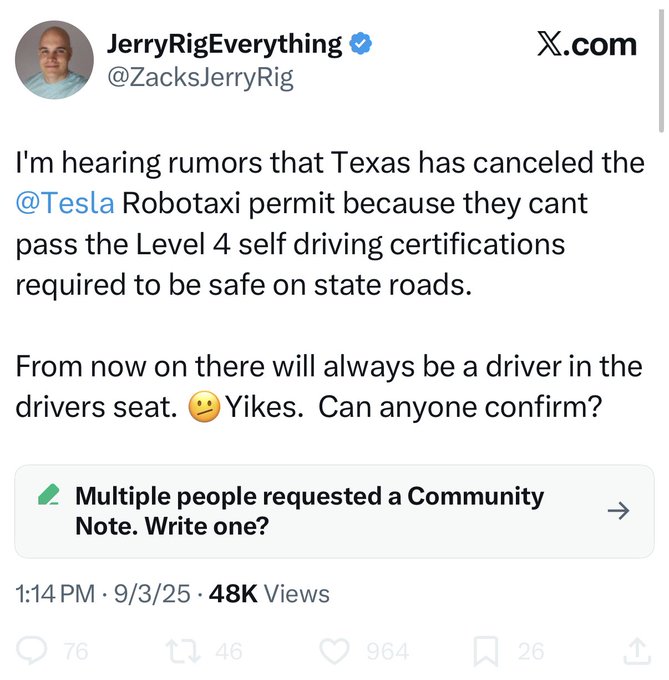 JerryRigEverything
X.com
@ZacksJerryRig
I'm hearing rumors that Texas has canceled the
@Tesla Robotaxi permit because they cant
pass the Level 4 self driving certifications
required to be safe on state roads.
From now on there will always be a driver in the
drivers seat. 🫤Yikes.  Can anyone confirm?
Multiple people requested a Community
Note. Write one?
1:14 PM · 9/3/25 · 48K Views
76 46 964 26